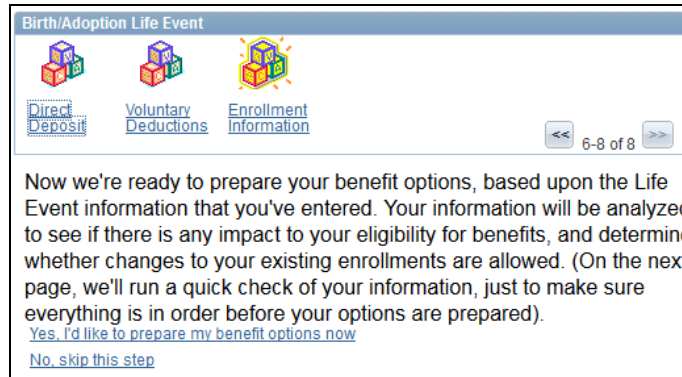 Birth/Adoption Life Event
Direct Voluntary Enrollment
Deposit Deductions Information
<< 6-8 of 8 >>
Now we're ready to prepare your benefit options, based upon the Life
Event information that you've entered. Your information will be analyzed
to see if there is any impact to your eligibility for benefits, and determine
whether changes to your existing enrollments are allowed. (On the next
page, we'll run a quick check of your information, just to make sure
everything is in order before your options are prepared).
Yes, I'd like to prepare my benefit options now
No, skip this step